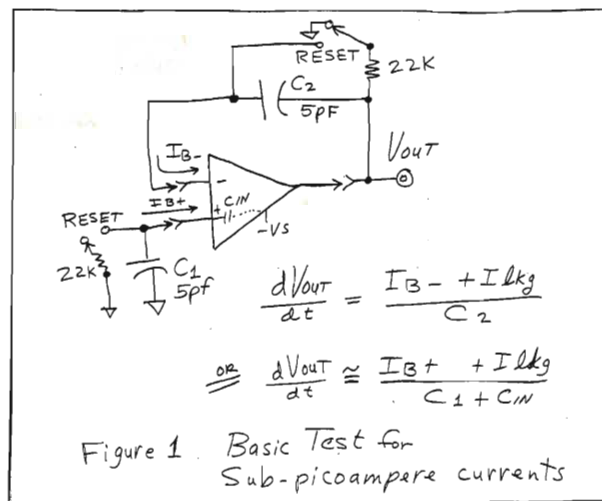 RESET
22K
C2
5PF
VOUT
IB-
-
IB+
RESET
+
CIN
-VS
22K
C1
5pf
dVOUT/dt = IB- + Ilkg/C2
OR dVOUT/dt ≅ IB+ + Ilkg/C1 + CIN
Figure 1. Basic Test for
Sub-picoampere currents